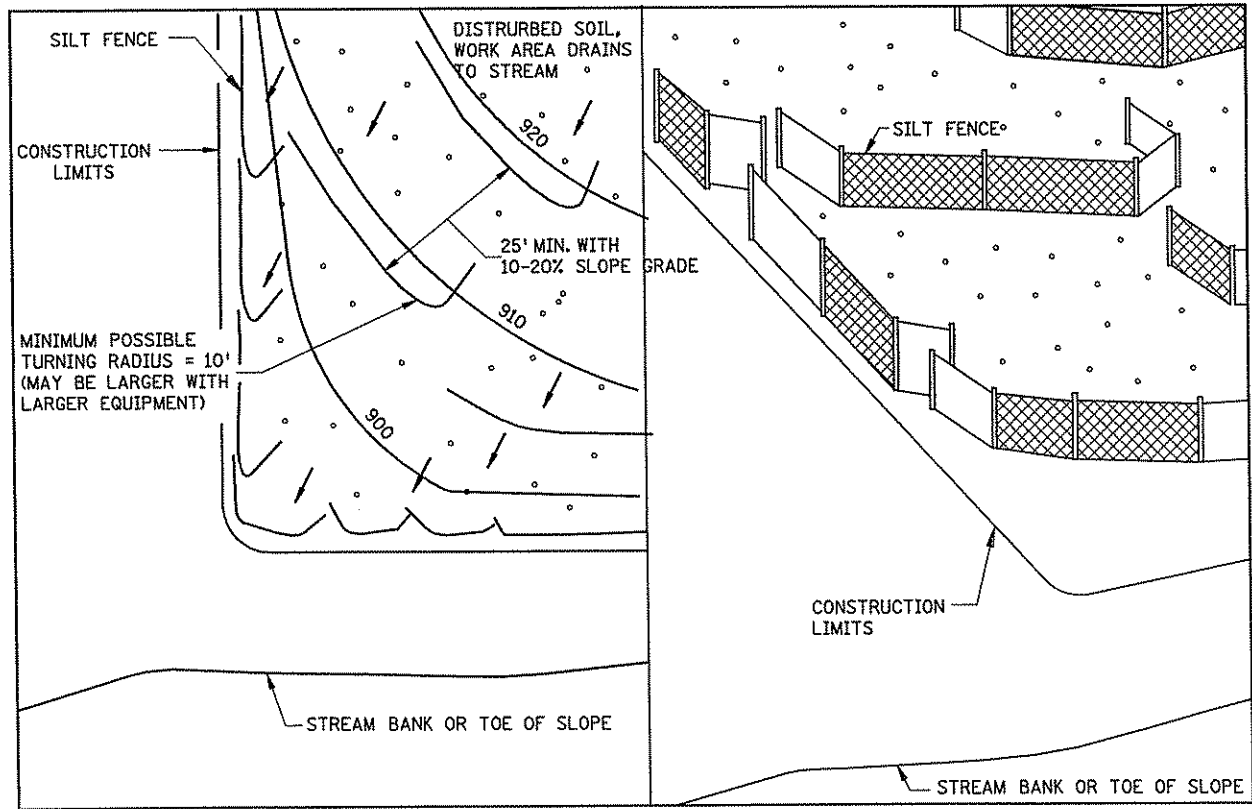 SILT FENCE
CONSTRUCTION
LIMITS
DISTRURBED SOIL,
WORK AREA DRAINS
TO STREAM
920
25' MIN. WITH
10-20% SLOPE GRADE
910
MINIMUM POSSIBLE
TURNING RADIUS = 10'
(MAY BE LARGER WITH
LARGER EQUIPMENT)
900
STREAM BANK OR TOE OF SLOPE
SILT FENCE
CONSTRUCTION
LIMITS
STREAM BANK OR TOE OF SLOPE